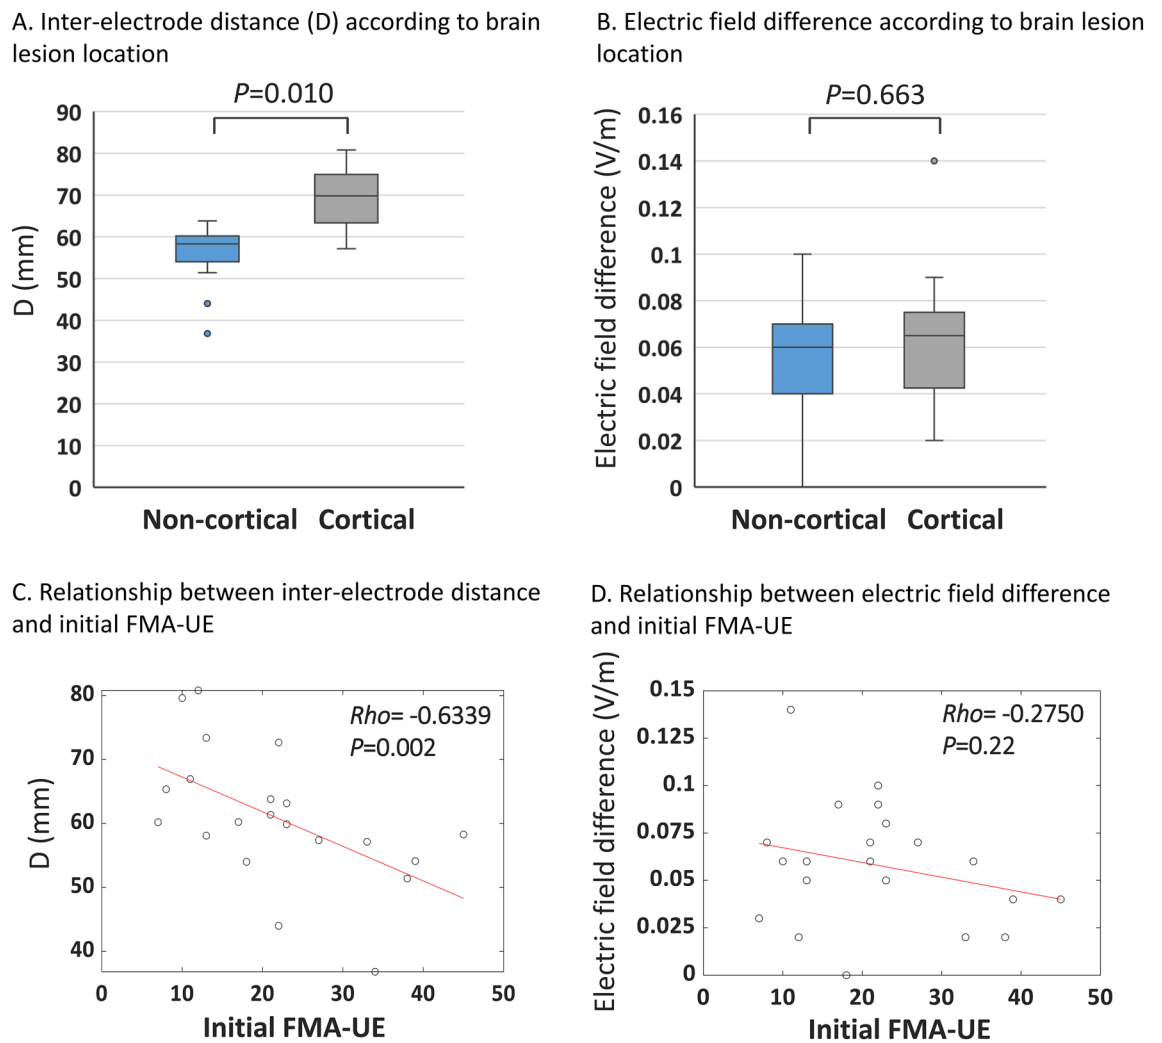 A. Inter-electrode distance (D) according to brain
lesion location
P=0.010
D (mm)
90
80
70
60
50
40
30
20
10
0
Non-cortical
Cortical
B. Electric field difference according to brain lesion
location
P=0.663
Electric field difference (V/m)
0.16
0.14
0.12
0.1
0.08
0.06
0.04
0.02
0
Non-cortical
Cortical
C. Relationship between inter-electrode distance
and initial FMA-UE
Rho= -0.6339
P=0.002
D (mm)
80
70
60
50
40
0
10
20
30
40
50
Initial FMA-UE
D. Relationship between electric field difference
and initial FMA-UE
Rho= -0.2750
P=0.22
Electric field difference (V/m)
0.15
0.125
0.1
0.075
0.05
0.025
0
0
10
20
30
40
50
Initial FMA-UE